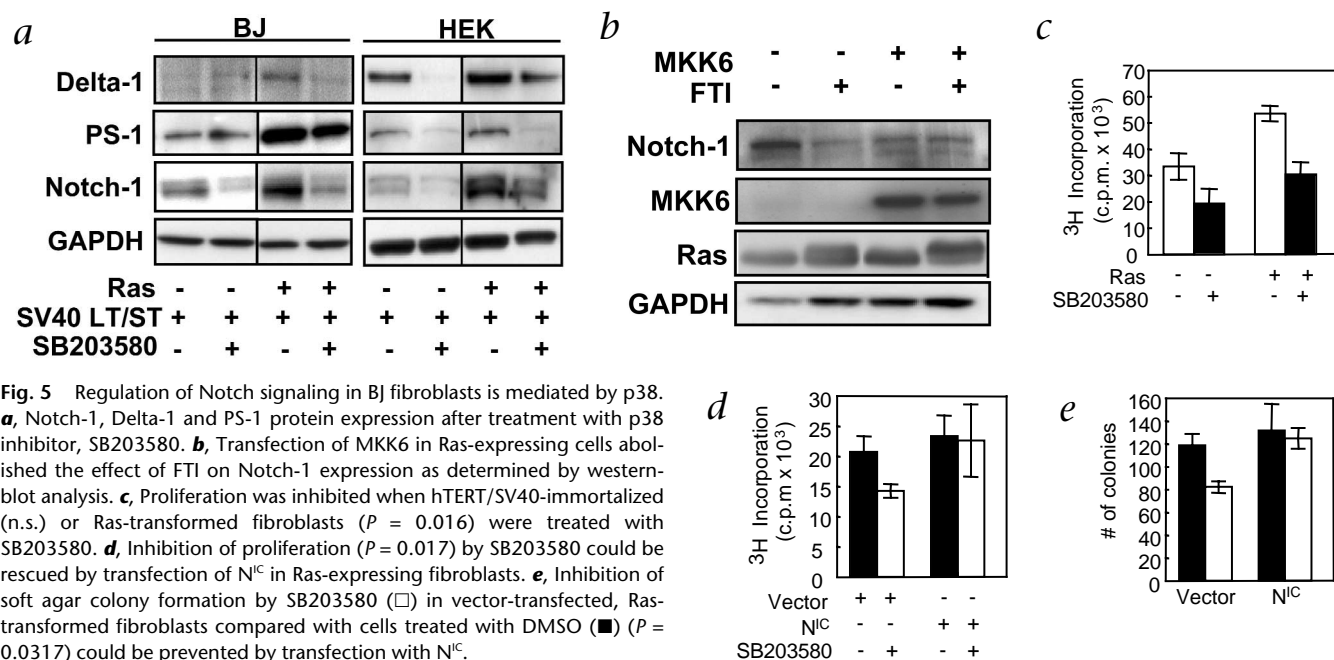 a
BJ HEK
Delta-1
PS-1
Notch-1
GAPDH
Ras - - + + - - + +
SV40 LT/ST + + + + + + + +
SB203580 - + - + - + - +
b
MKK6 - - + +
FTI - + - +
Notch-1
MKK6
Ras
GAPDH
c
³H Incorporation
(c.p.m. x 10³)
70
60
50
40
30
20
10
0
Ras - - + +
SB203580 - + - +
Fig. 5 Regulation of Notch signaling in BJ fibroblasts is mediated by p38.
a, Notch-1, Delta-1 and PS-1 protein expression after treatment with p38
inhibitor, SB203580. b, Transfection of MKK6 in Ras-expressing cells abol-
ished the effect of FTI on Notch-1 expression as determined by western-
blot analysis. c, Proliferation was inhibited when hTERT/SV40-immortalized
(n.s.) or Ras-transformed fibroblasts (P = 0.016) were treated with
SB203580. d, Inhibition of proliferation (P = 0.017) by SB203580 could be
rescued by transfection of Nᴵᶜ in Ras-expressing fibroblasts. e, Inhibition of
soft agar colony formation by SB203580 (□) in vector-transfected, Ras-
transformed fibroblasts compared with cells treated with DMSO (■) (P =
0.0317) could be prevented by transfection with Nᴵᶜ.
d
³H Incorporation
(c.p.m x 10³)
30
25
20
15
10
5
0
Vector + + - -
Nᴵᶜ - - + +
SB203580 - + - +
e
# of colonies
160
140
120
100
80
60
40
20
0
Vector Nᴵᶜ